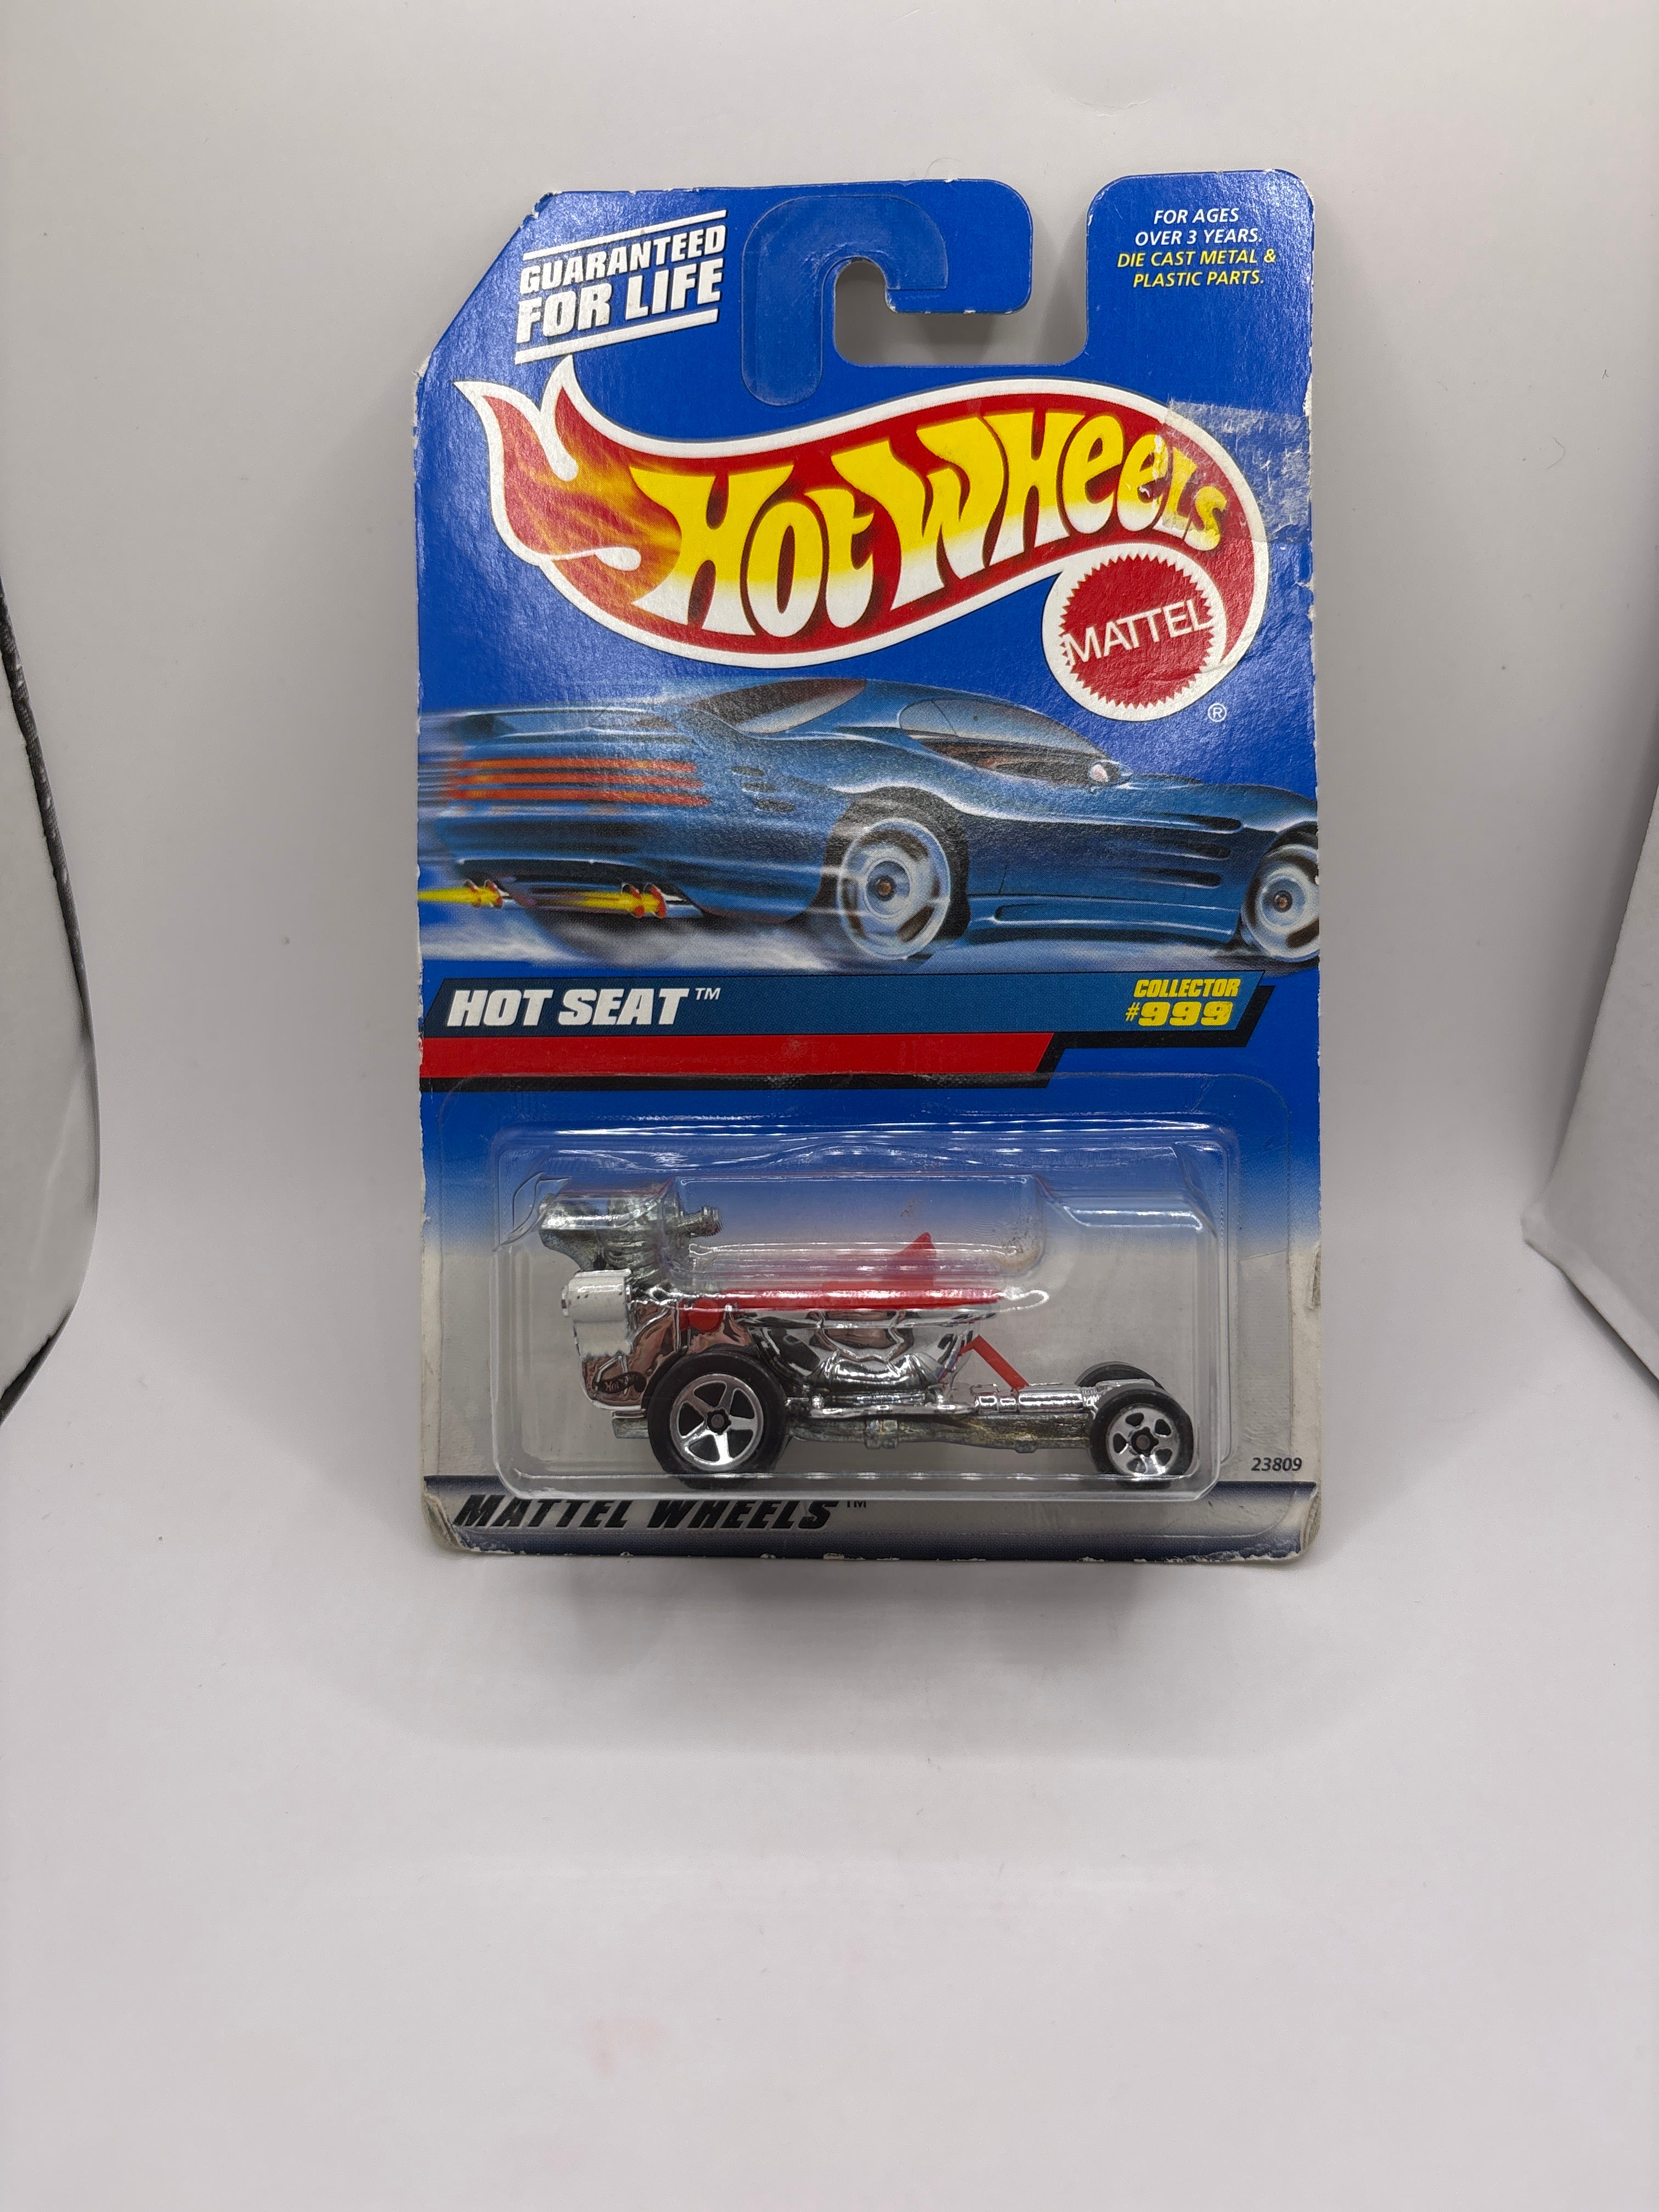 GUARANTEED
FOR LIFE
FOR AGES
OVER 3 YEARS.
DIE CAST METAL &
PLASTIC PARTS.
HOT WHEELS
MATTEL
®
HOT SEAT™
COLLECTOR
#999
23809
MATTEL WHEELS™